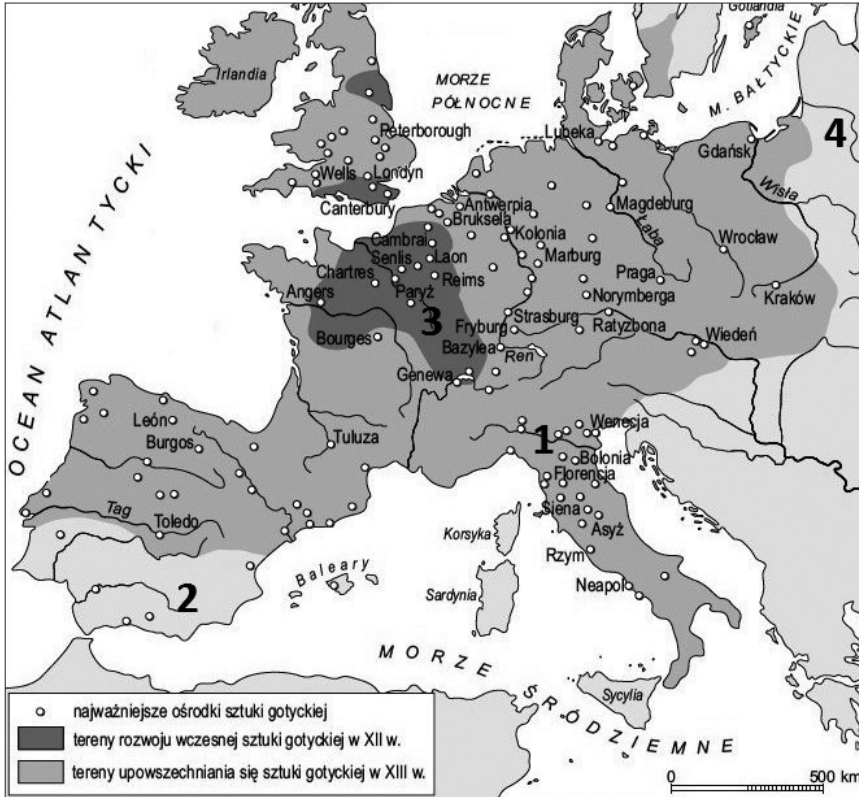 Gotlandia
Irlandia
MORZE
PÓŁNOCNE
M. BAŁTYCKIE
4
Peterborough
Lubeka
Gdańsk
Wells
Londyn
Wisła
Canterbury
Antwerpia
Magdeburg
Bruksela
Łaba
Kolonia
Cambrai
Wrocław
Senlis
Laon
Marburg
Chartres
Reims
Praga
Angers
Paryż
Norymberga
Kraków
3
Strasburg
Fryburg
Ratyzbona
Wiedeń
Bourges
Bazylea
Ren
Genewa
OCEAN ATLANTYCKI
León
Burgos
Tuluza
1
Wenecja
Bolonia
Florencja
Tag
Toledo
Siena
Asyż
Korsyka
Rzym
Baleary
2
Sardynia
Neapol
MORZE ŚRÓDZIEMNE
Sycylia
najważniejsze ośrodki sztuki gotyckiej
tereny rozwoju wczesnej sztuki gotyckiej w XII w.
tereny upowszechniania się sztuki gotyckiej w XIII w.
0 500 km